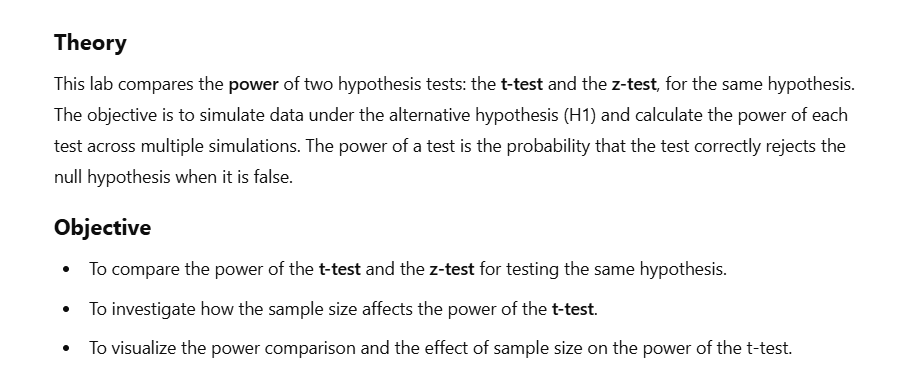 Theory
This lab compares the power of two hypothesis tests: the t-test and the z-test, for the same hypothesis.
The objective is to simulate data under the alternative hypothesis (H1) and calculate the power of each
test across multiple simulations. The power of a test is the probability that the test correctly rejects the
null hypothesis when it is false.
Objective
• To compare the power of the t-test and the z-test for testing the same hypothesis.
• To investigate how the sample size affects the power of the t-test.
• To visualize the power comparison and the effect of sample size on the power of the t-test.